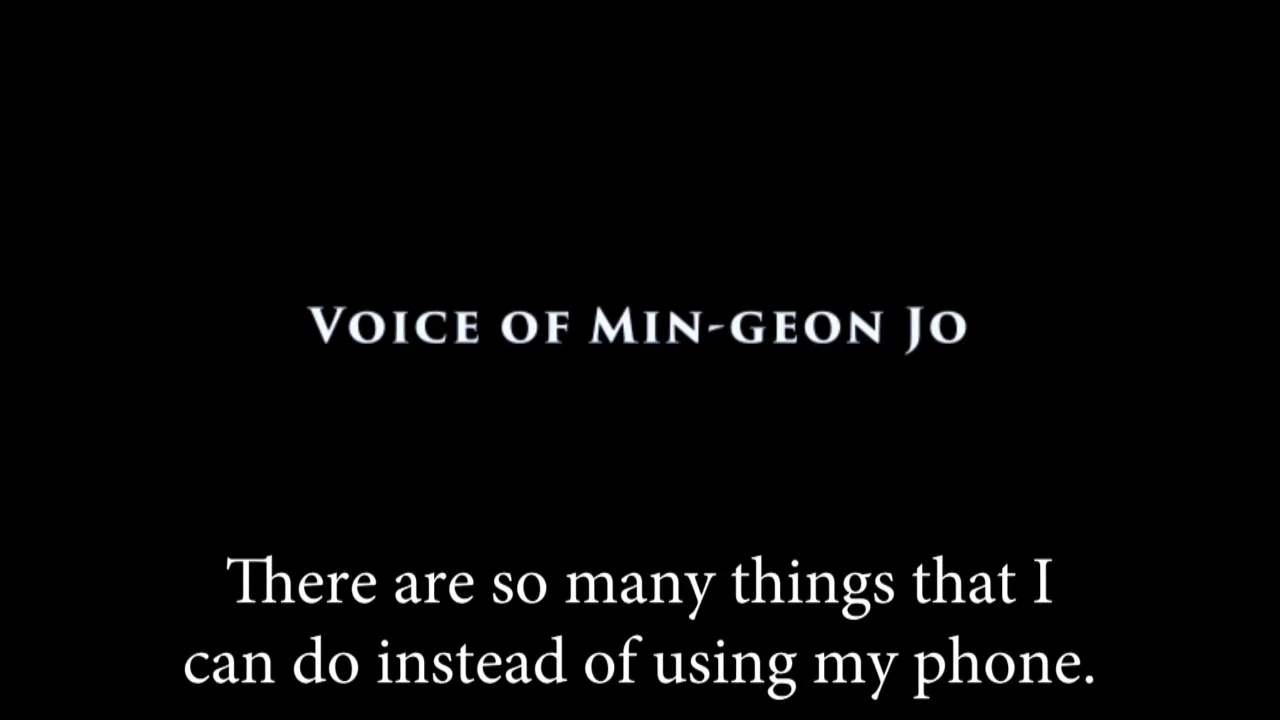 Voice of Min-geon Jo
There are so many things that I
can do instead of using my phone.